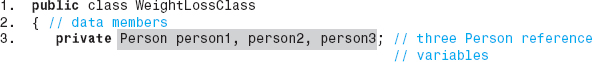 1. public class WeightLossClass
2. { // data members
3. private Person person1, person2, person3; // three Person reference
// variables